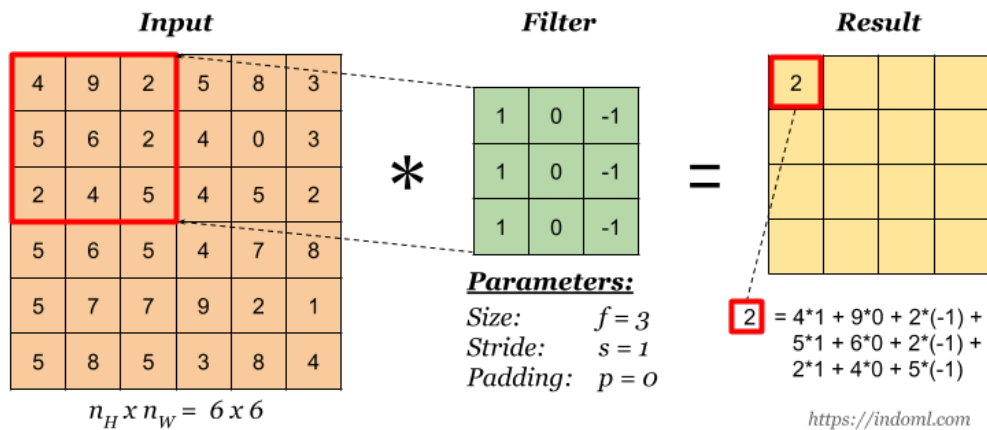 Input
Filter
Result
4 9 2 5 8 3
5 6 2 4 0 3
2 4 5 4 5 2
5 6 5 4 7 8
5 7 7 9 2 1
5 8 5 3 8 4
n_H x n_W = 6 x 6
*
1 0 -1
1 0 -1
1 0 -1
Parameters:
Size: f = 3
Stride: s = 1
Padding: p = 0
=
2
2 = 4*1 + 9*0 + 2*(-1) +
5*1 + 6*0 + 2*(-1) +
2*1 + 4*0 + 5*(-1)
https://indoml.com